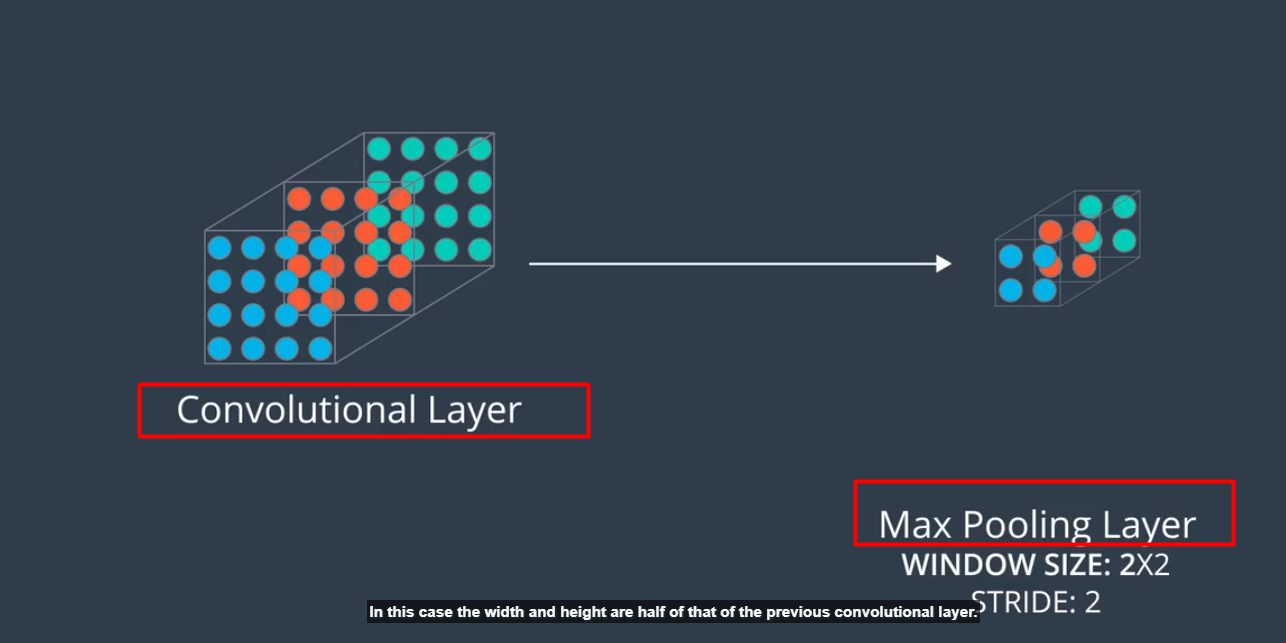 Convolutional Layer
Max Pooling Layer
WINDOW SIZE: 2X2
STRIDE: 2
In this case the width and height are half of that of the previous convolutional layer.